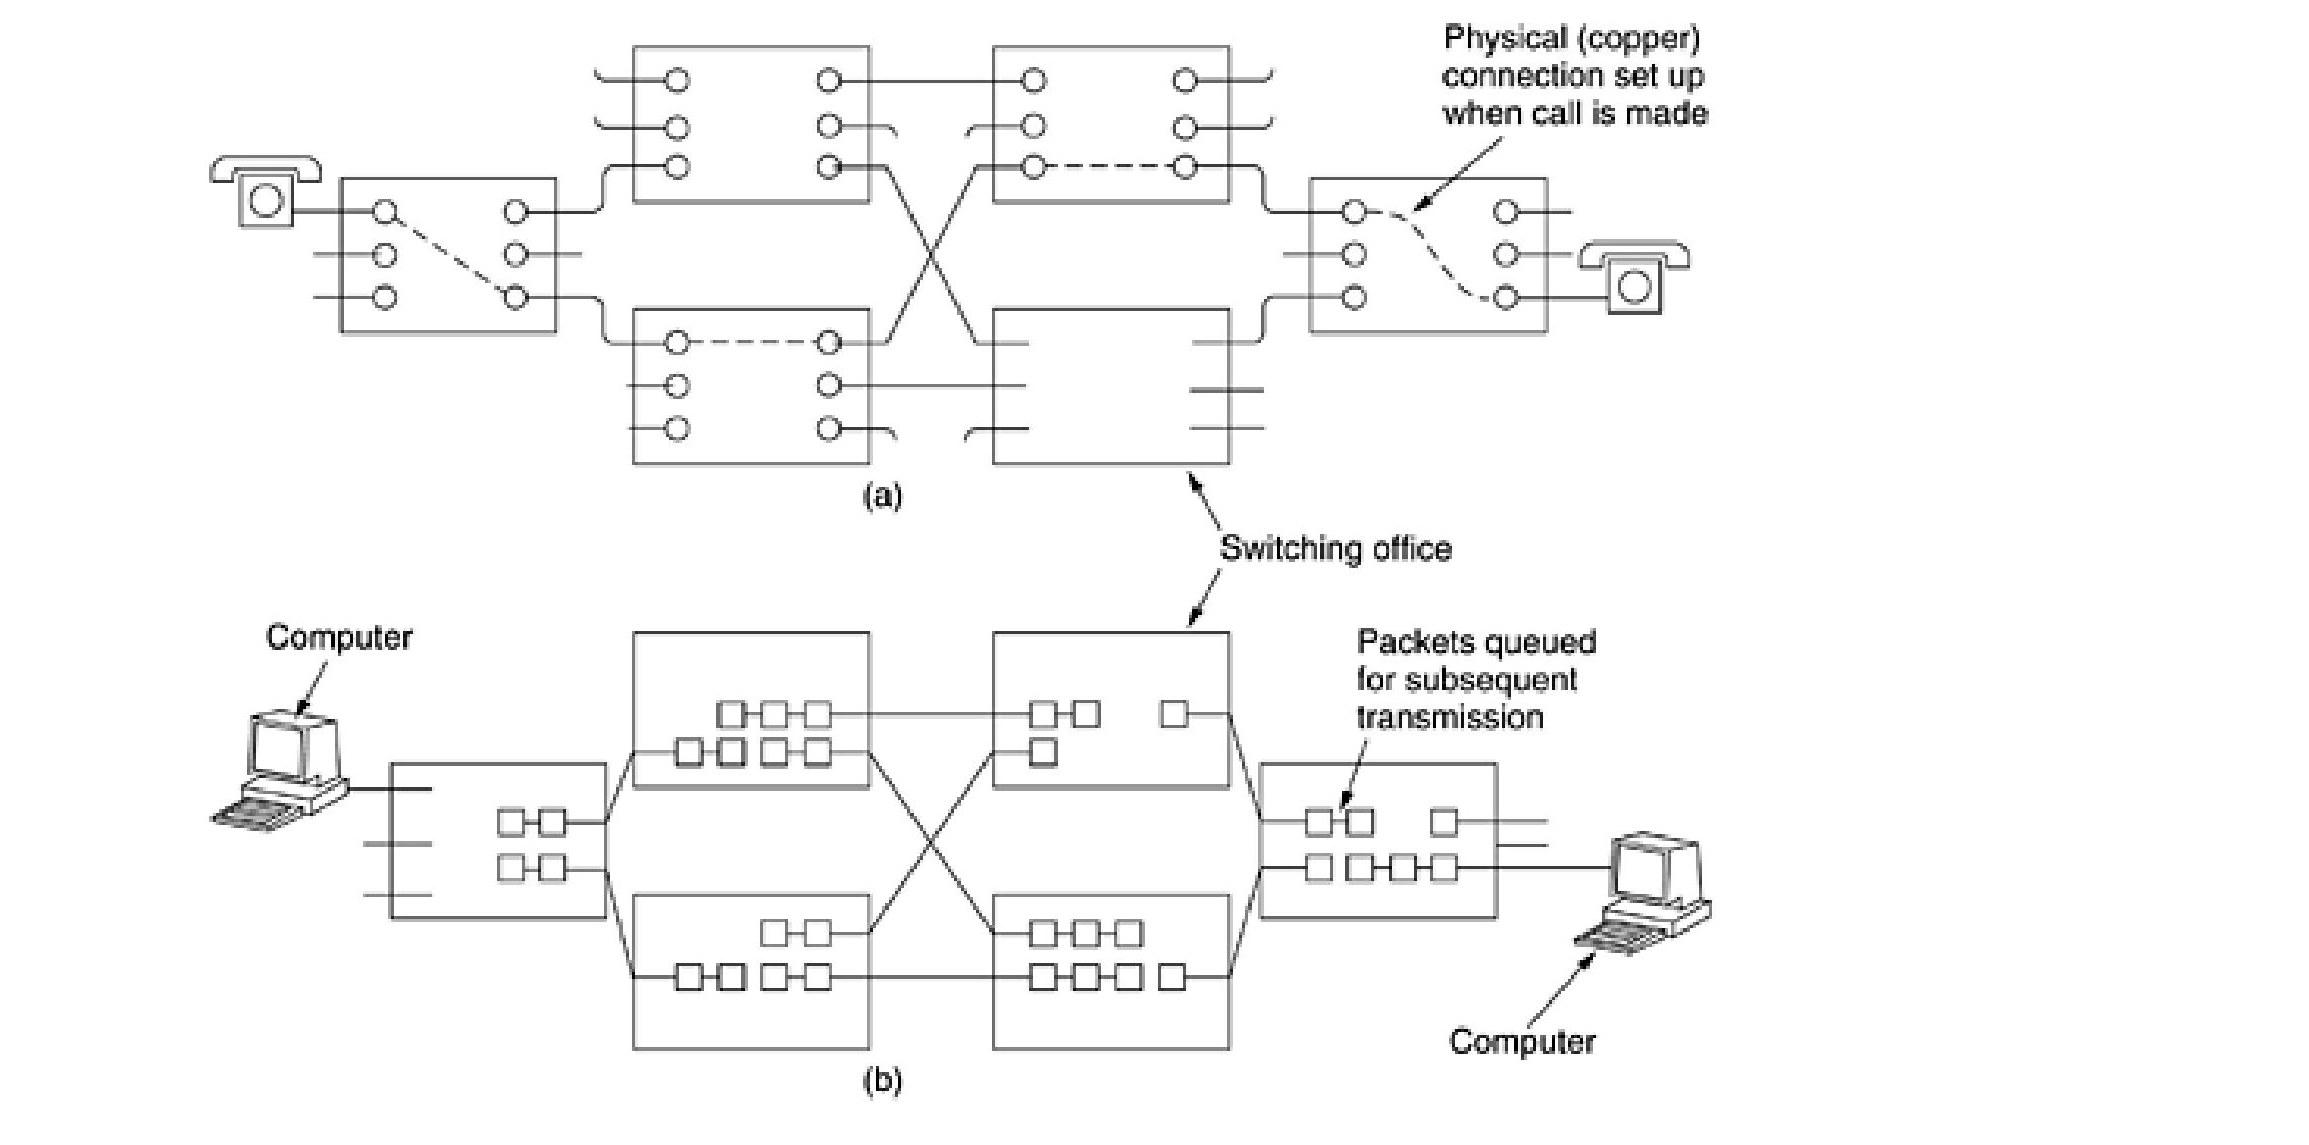 Physical (copper)
connection set up
when call is made
(a)
Switching office
Computer
Packets queued
for subsequent
transmission
Computer
(b)